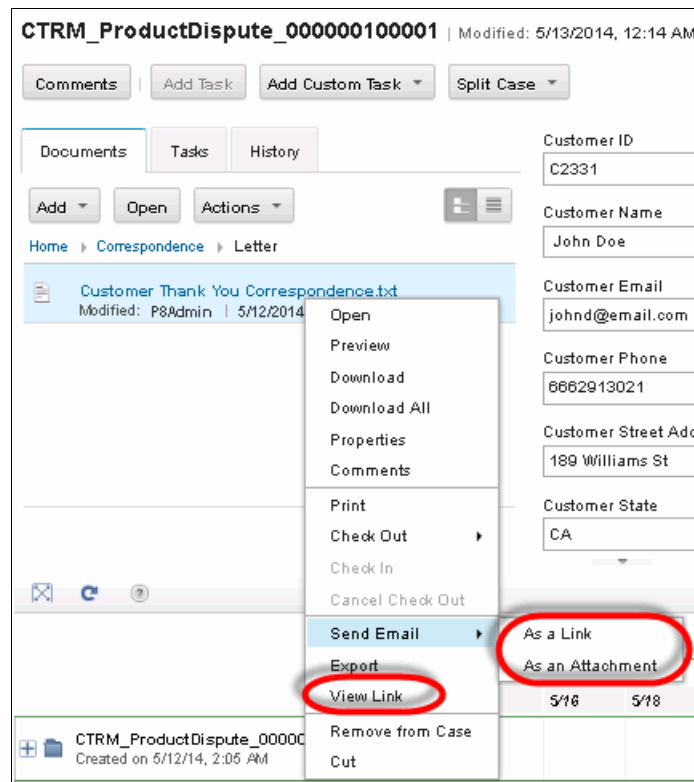 CTRM_ProductDispute_000000100001 | Modified: 5/13/2014, 12:14 AM
Comments | Add Task Add Custom Task Split Case
Documents Tasks History
Add Open Actions
Home Correspondence Letter
Customer Thank You Correspondence.txt
Modified: P8Admin | 5/12/2014
Open
Preview
Download
Download All
Properties
Comments
Print
Check Out
Check In
Cancel Check Out
Send Email
Export
View Link
Remove from Case
Cut
As a Link
As an Attachment
Customer ID
C2331
Customer Name
John Doe
Customer Email
johnd@email.com
Customer Phone
6662913021
Customer Street Add
189 Williams St
Customer State
CA
?
5/16 5/18
CTRM_ProductDispute_0000
Created on 5/12/14, 2:05 AM